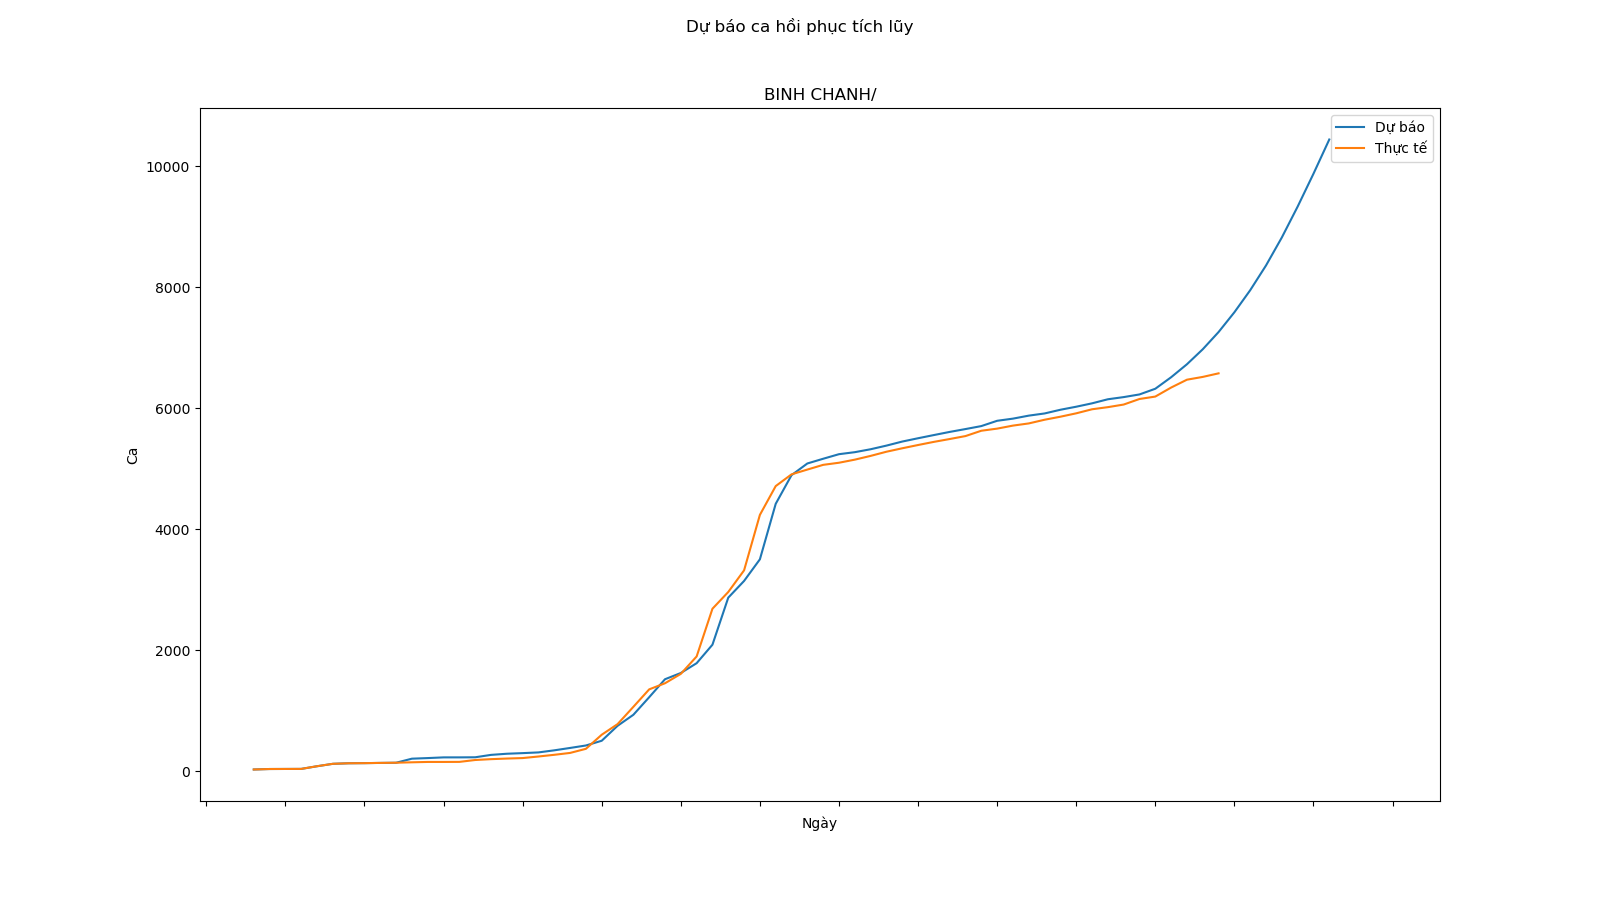 Dự báo ca hồi phục tích lũy
BINH CHANH/
Dự báo
Thực tế
10000
8000
6000
4000
2000
0
Ca
Ngày